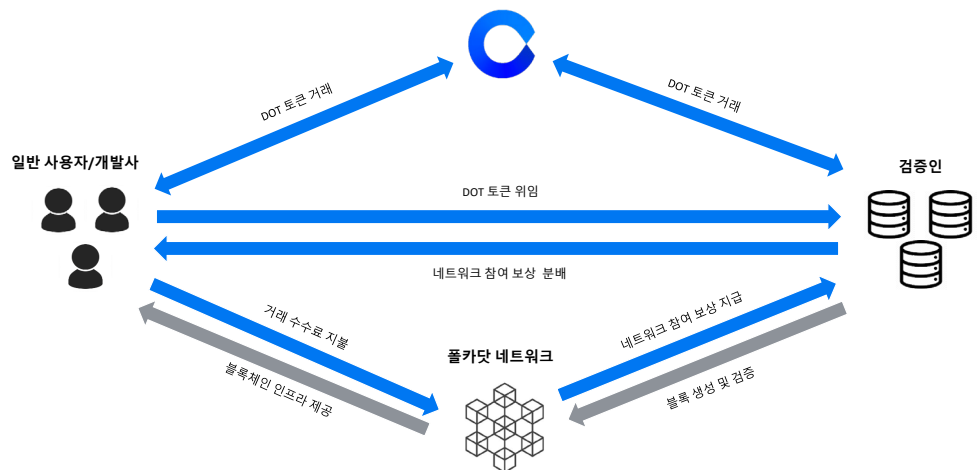 DOT 토큰 거래
DOT 토큰 거래
일반 사용자/개발사
검증인
DOT 토큰 위임
네트워크 참여 보상 분배
거래 수수료 지불
네트워크 참여 보상 지급
블록체인 인프라 제공
폴카닷 네트워크
블록 생성 및 검증